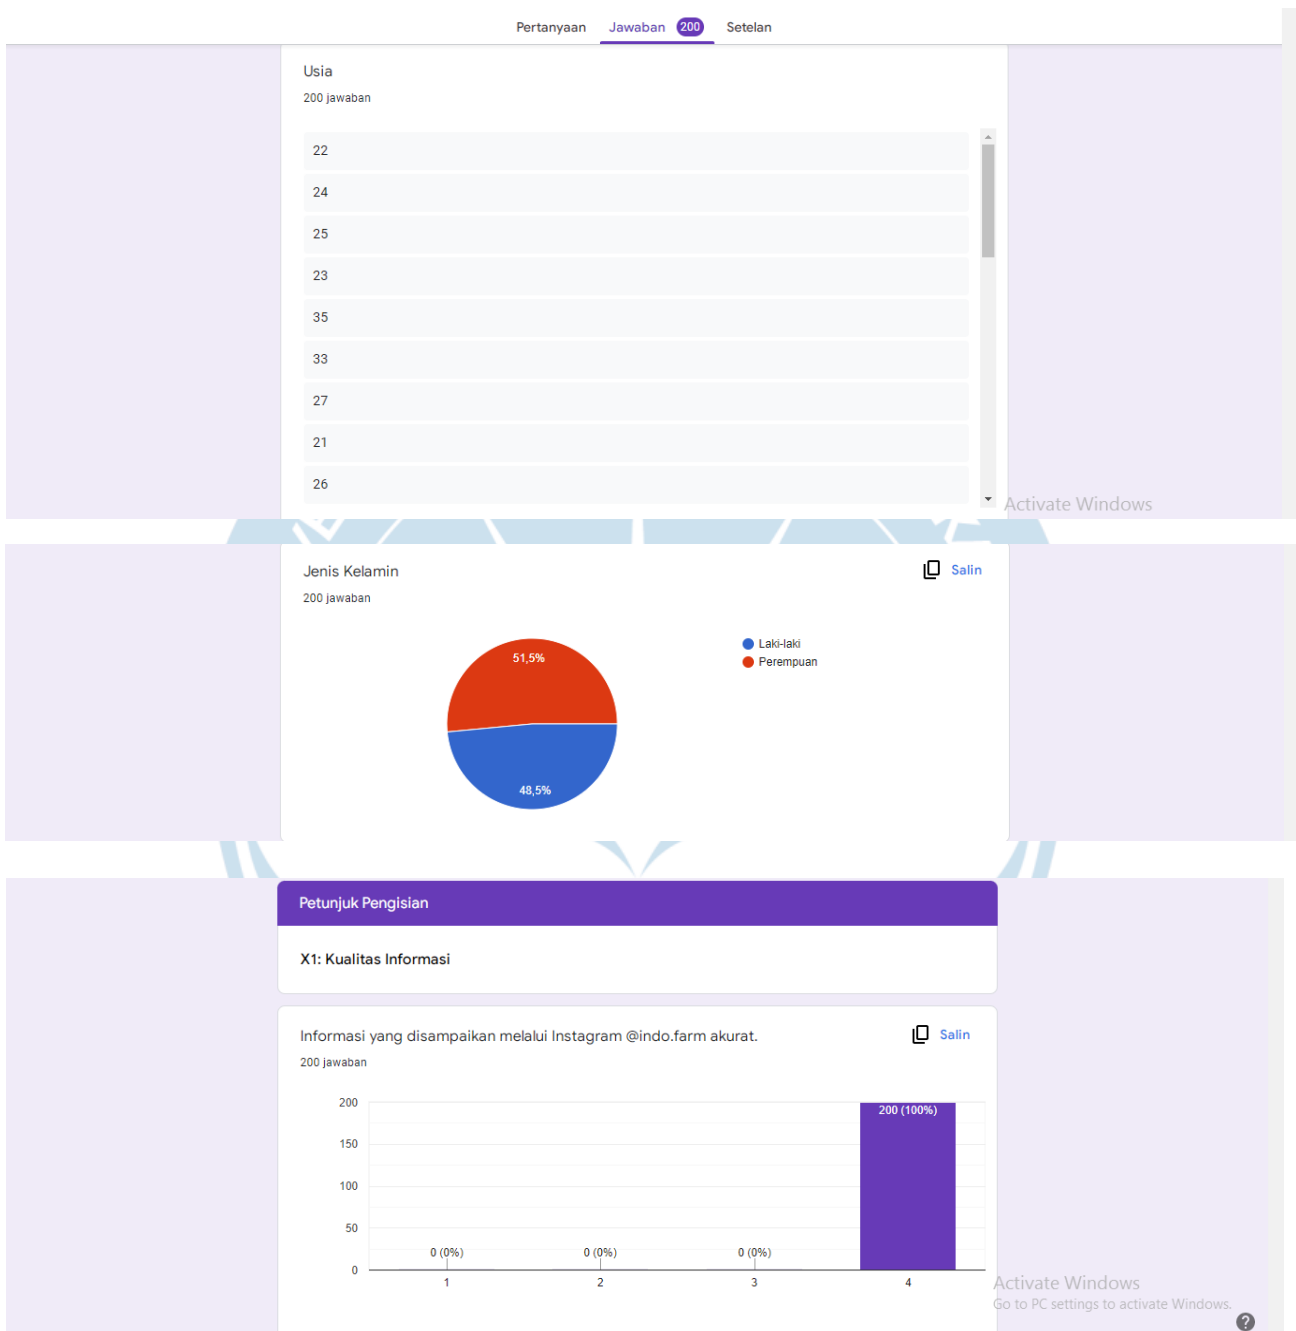 Pertanyaan Jawaban 200 Setelan
Usia
200 jawaban
22
24
25
23
35
33
27
21
26
Activate Windows
Jenis Kelamin Salin
200 jawaban
51,5%
48,5%
Laki-laki
Perempuan
Petunjuk Pengisian
X1: Kualitas Informasi
Informasi yang disampaikan melalui Instagram @indo.farm akurat. Salin
200 jawaban
200
150
100
50
0
0 (0%) 0 (0%) 0 (0%) 200 (100%)
1 2 3 4
Activate Windows
Go to PC settings to activate Windows.
?